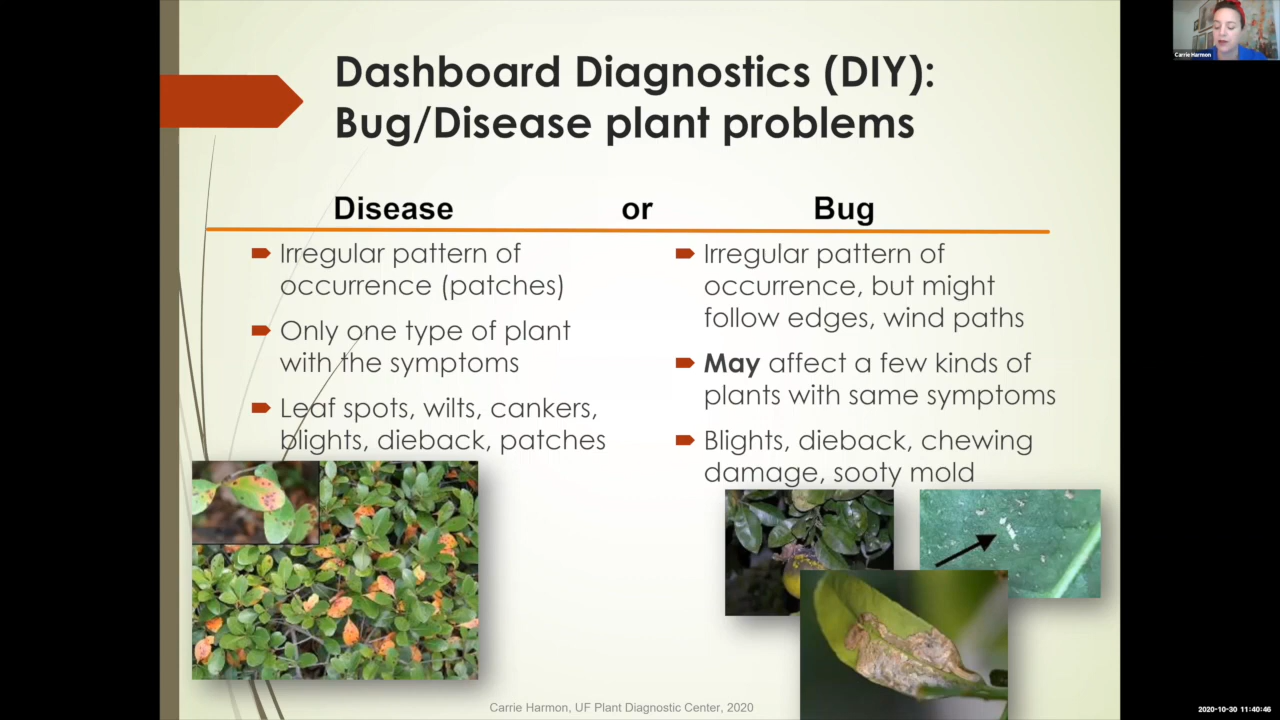 Dashboard Diagnostics (DIY):
Bug/Disease plant problems
Disease or Bug
Irregular pattern of
occurrence (patches)
Only one type of plant
with the symptoms
Leaf spots, wilts, cankers,
blights, dieback, patches
Irregular pattern of
occurrence, but might
follow edges, wind paths
May affect a few kinds of
plants with same symptoms
Blights, dieback, chewing
damage, sooty mold
Carrie Harmon, UF Plant Diagnostic Center, 2020
Carrie Harmon
2020-10-30 11:40:46